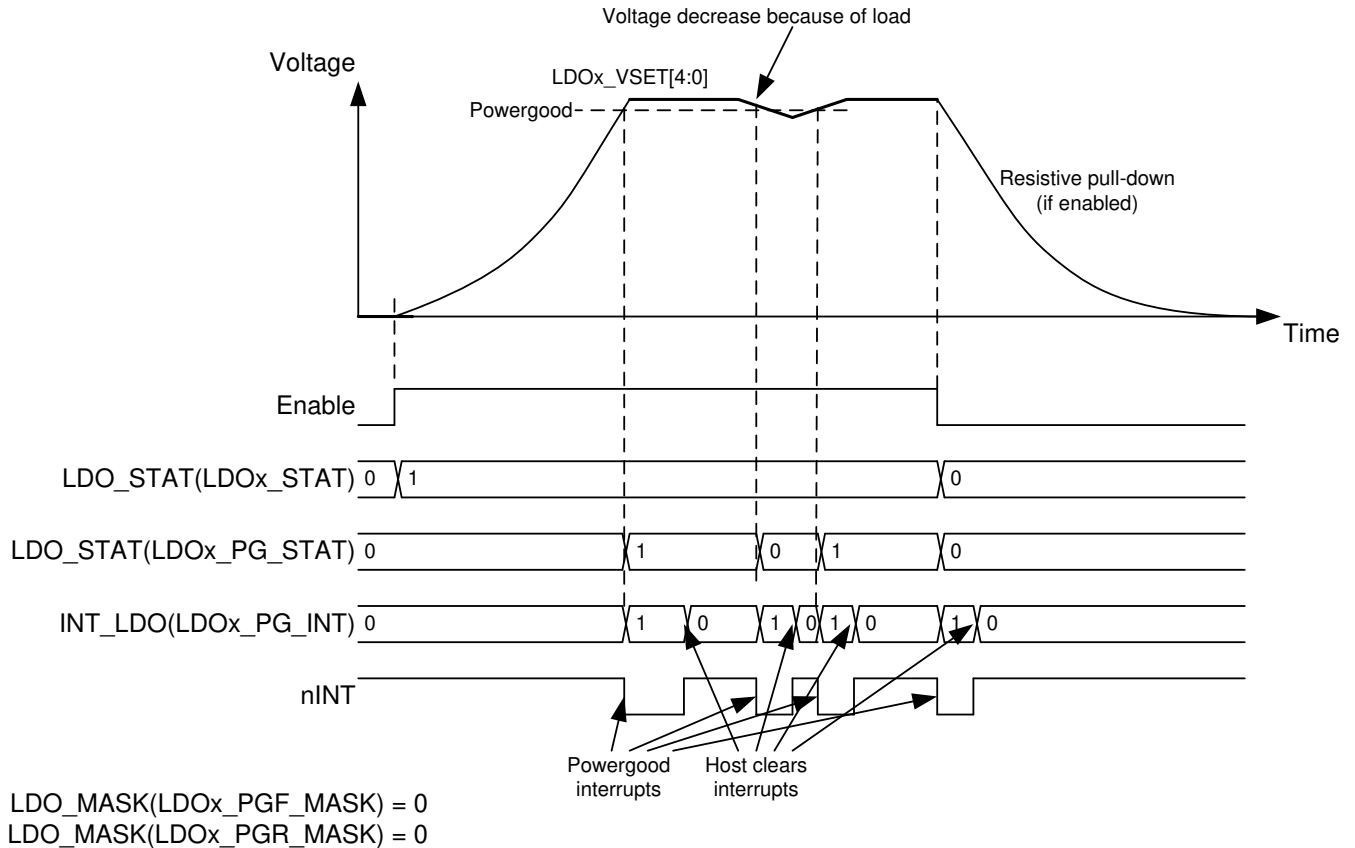 Voltage decrease because of load
Voltage
LDOx_VSET[4:0]
Powergood
Resistive pull-down
(if enabled)
Time
Enable
LDO_STAT(LDOx_STAT) 0 1 0
LDO_STAT(LDOx_PG_STAT) 0 1 0 1 0
INT_LDO(LDOx_PG_INT) 0 1 0 1 0 1 0 1 0
nINT
Powergood
interrupts
Host clears
interrupts
LDO_MASK(LDOx_PGF_MASK) = 0
LDO_MASK(LDOx_PGR_MASK) = 0